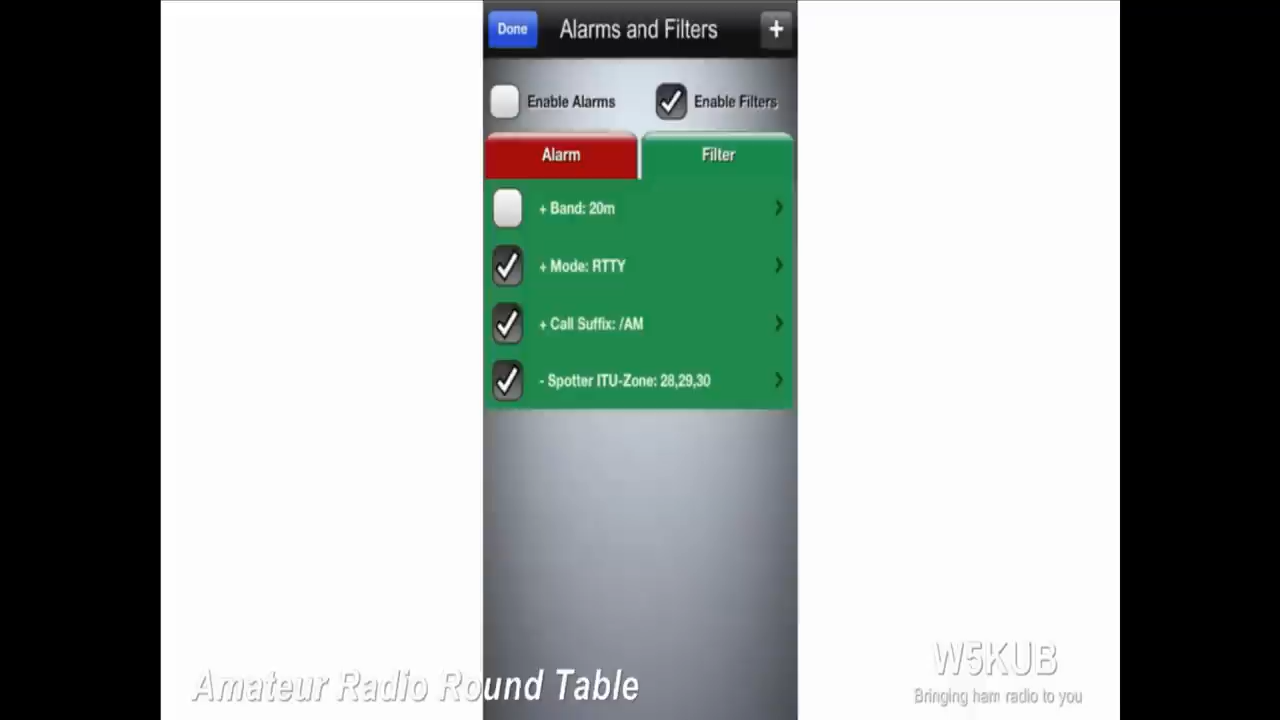 Done
Alarms and Filters
+
Enable Alarms
Enable Filters
Alarm
Filter
+ Band: 20m
+ Mode: RTTY
+ Call Suffix: /AM
- Spotter ITU-Zone: 28,29,30
Amateur Radio Round Table
W5KUB
Bringing ham radio to you